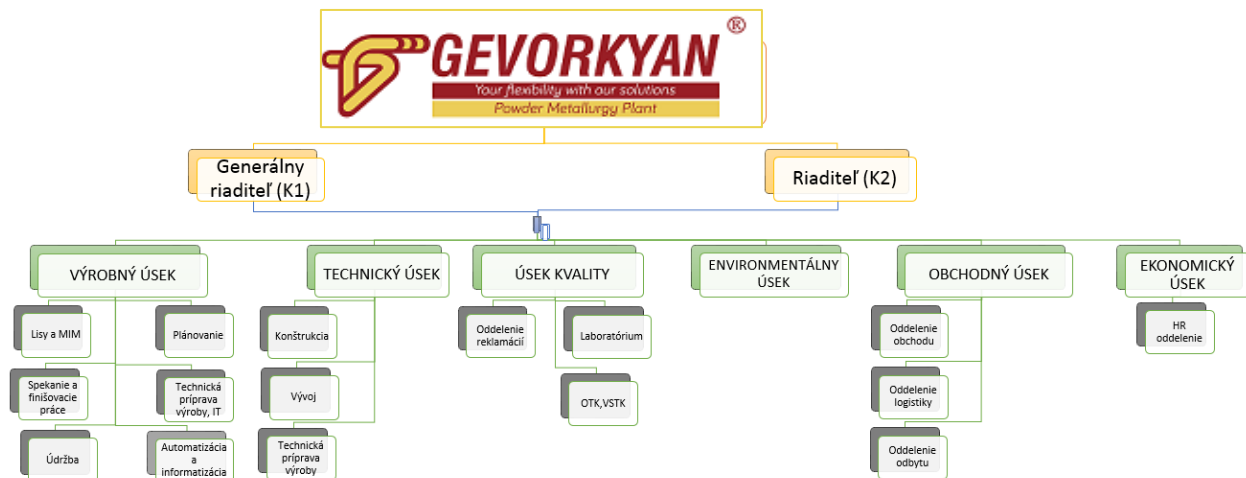 GEVORKYAN ®
Your flexibility with our solutions
Powder Metallurgy Plant
Generálny
riaditeľ (K1)
Riaditeľ (K2)
VÝROBNÝ ÚSEK
TECHNICKÝ ÚSEK
ÚSEK KVALITY
ENVIRONMENTÁLNY
ÚSEK
OBCHODNÝ ÚSEK
EKONOMICKÝ
ÚSEK
Lisy a MIM
Plánovanie
Spekanie a
finišovacie
práce
Technická
príprava
výroby, IT
Údržba
Automatizácia
a
informatizácia
Konštrukcia
Vývoj
Technická
príprava
výroby
Oddelenie
reklamácií
Laboratórium
OTK,VSTK
Oddelenie
obchodu
Oddelenie
logistiky
Oddelenie
odbytu
HR
oddelenie